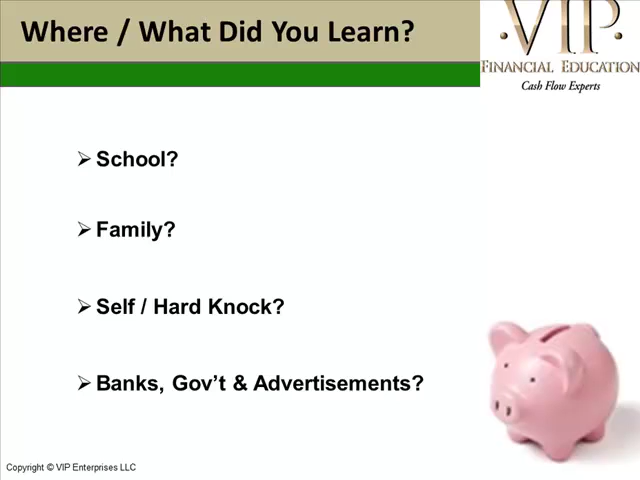 Where / What Did You Learn?
VIP
FINANCIAL EDUCATION
Cash Flow Experts
School?
Family?
Self / Hard Knock?
Banks, Gov't & Advertisements?
Copyright © VIP Enterprises LLC